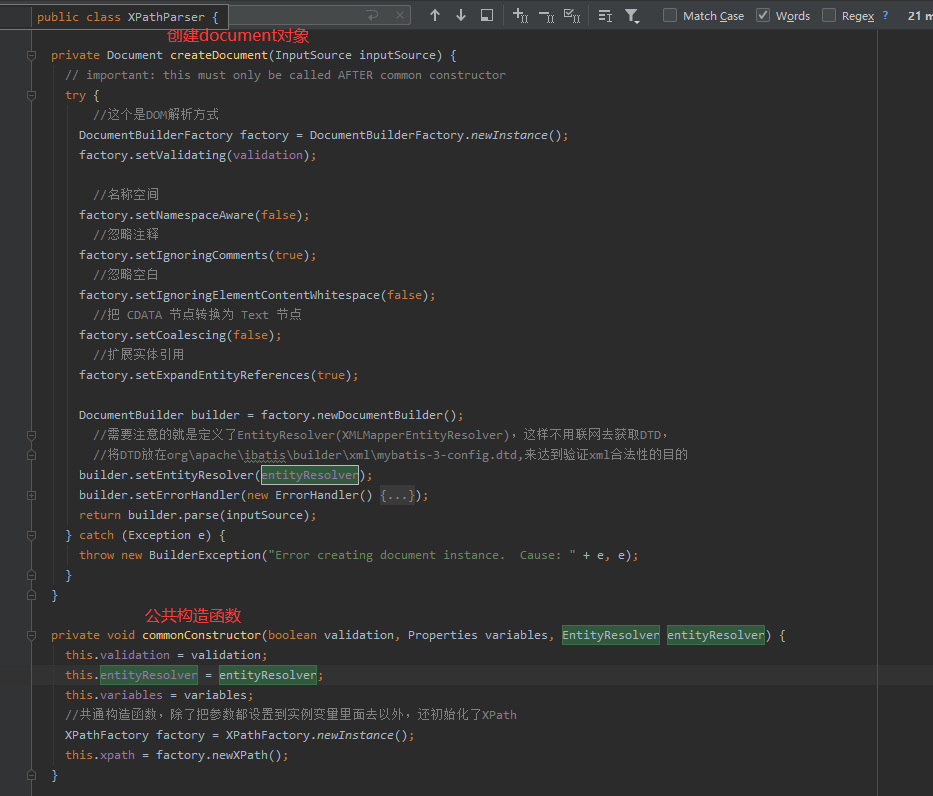 public class XPathParser {
Match Case
Words
Regex
?
21 m
创建document对象
private Document createDocument(InputSource inputSource) {
// important: this must only be called AFTER common constructor
try {
//这个是DOM解析方式
DocumentBuilderFactory factory = DocumentBuilderFactory.newInstance();
factory.setValidating(validation);
//名称空间
factory.setNamespaceAware(false);
//忽略注释
factory.setIgnoringComments(true);
//忽略空白
factory.setIgnoringElementContentWhitespace(false);
//把 CDATA 节点转换为 Text 节点
factory.setCoalescing(false);
//扩展实体引用
factory.setExpandEntityReferences(true);
DocumentBuilder builder = factory.newDocumentBuilder();
//需要注意的就是定义了EntityResolver(XMLMapperEntityResolver)，这样不用联网去获取DTD，
//将DTD放在org\apache\ibatis\builder\xml\mybatis-3-config.dtd,来达到验证xml合法性的目的
builder.setEntityResolver(entityResolver);
builder.setErrorHandler(new ErrorHandler() {...});
return builder.parse(inputSource);
} catch (Exception e) {
throw new BuilderException("Error creating document instance.  Cause: " + e, e);
}
}
公共构造函数
private void commonConstructor(boolean validation, Properties variables, EntityResolver entityResolver) {
this.validation = validation;
this.entityResolver = entityResolver;
this.variables = variables;
//共通构造函数，除了把参数都设置到实例变量里面去以外，还初始化了XPath
XPathFactory factory = XPathFactory.newInstance();
this.xpath = factory.newXPath();
}